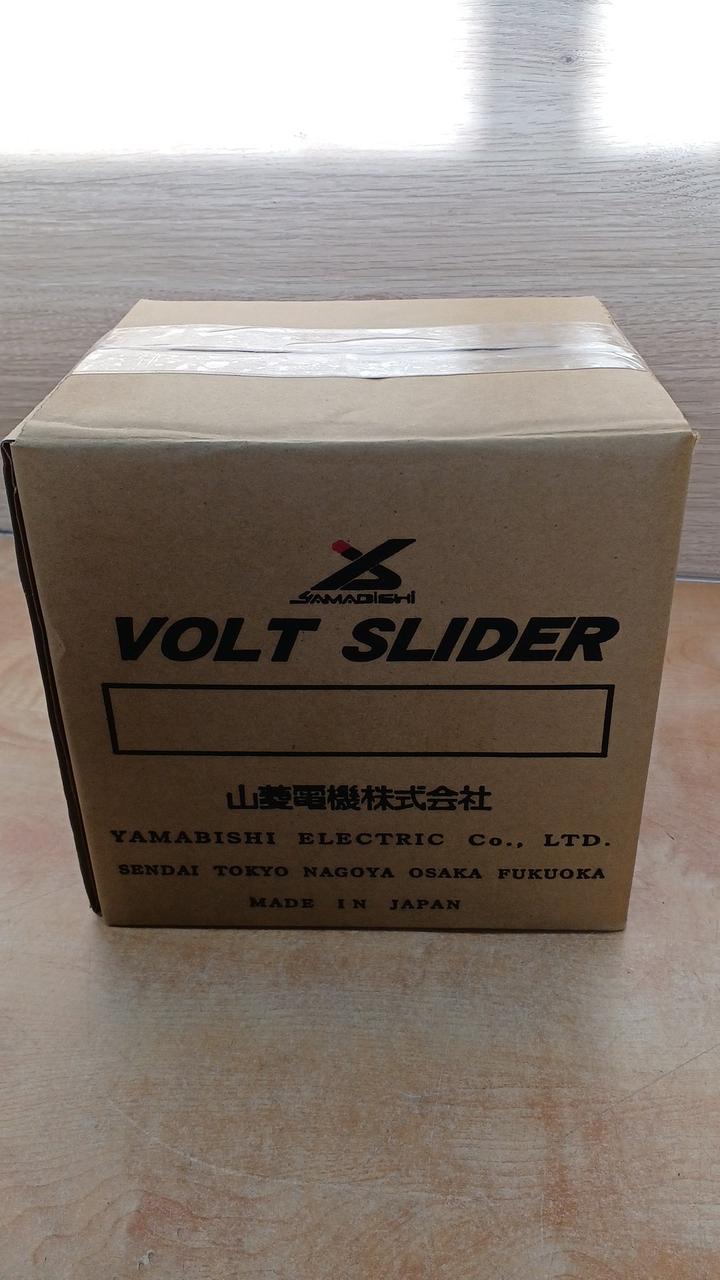 YAMABISHI
VOLT SLIDER
山菱電機株式会社
YAMABISHI ELECTRIC Co., LTD.
SENDAI TOKYO NAGOYA OSAKA FUKUOKA
MADE IN JAPAN